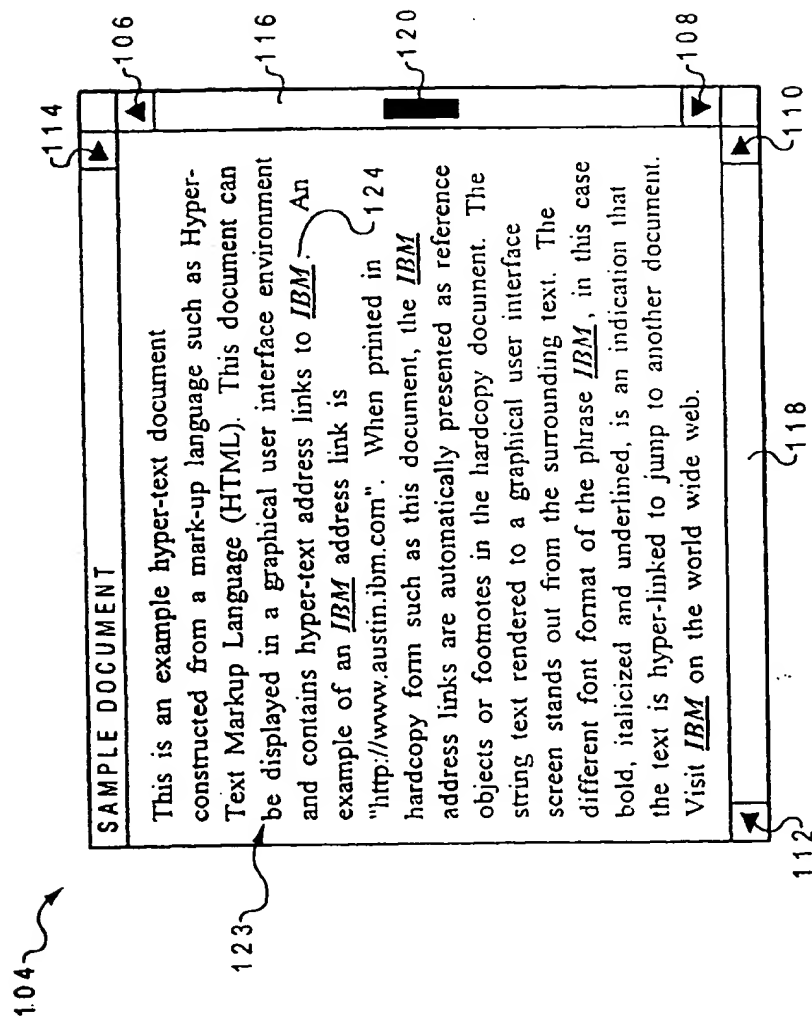 104
114
106
SAMPLE DOCUMENT
116
This is an example hyper-text document
constructed from a mark-up language such as Hyper-
Text Markup Language (HTML). This document can
123
be displayed in a graphical user interface environment
and contains hyper-text address links to IBM. An
124
example of an IBM address link is
"http://www.austin.ibm.com". When printed in
hardcopy form such as this document, the IBM
address links are automatically presented as reference
120
objects or footnotes in the hardcopy document. The
string text rendered to a graphical user interface
screen stands out from the surrounding text. The
different font format of the phrase IBM, in this case
bold, italicized and underlined, is an indication that
the text is hyper-linked to jump to another document.
Visit IBM on the world wide web.
108
112
118
110